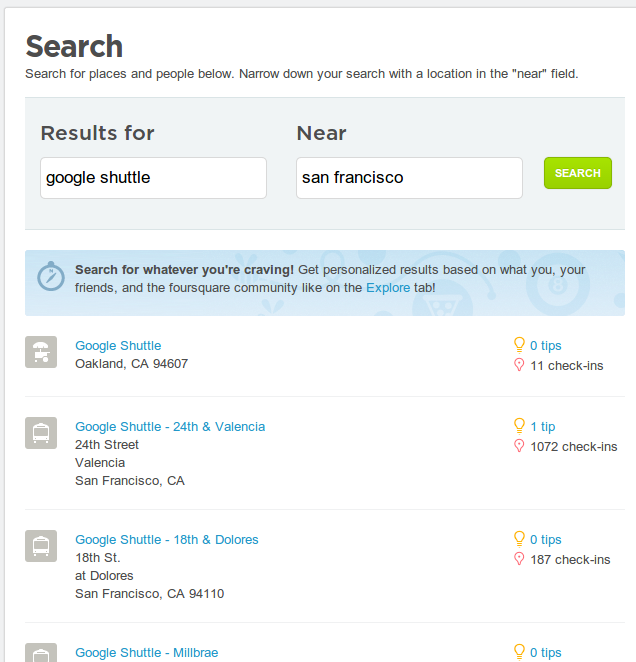 Search
Search for places and people below. Narrow down your search with a location in the "near" field.
Results for
Near
google shuttle
san francisco
SEARCH
Search for whatever you're craving! Get personalized results based on what you, your
friends, and the foursquare community like on the Explore tab!
8
Google Shuttle
0 tips
Oakland, CA 94607
11 check-ins
Google Shuttle - 24th & Valencia
1 tip
24th Street
1072 check-ins
Valencia
San Francisco, CA
Google Shuttle - 18th & Dolores
0 tips
18th St.
187 check-ins
at Dolores
San Francisco, CA 94110
Google Shuttle - Millbrae
0 tips